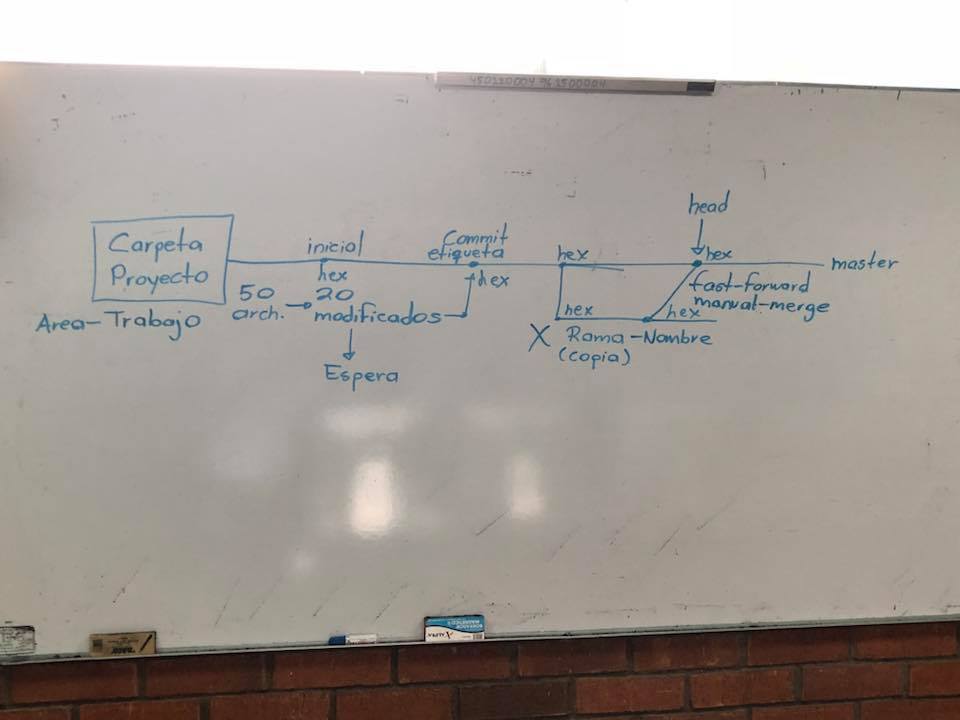 head
Carpeta
Proyecto
Area-Trabajo
inicial
hex
50
arch.
20
modificados
Espera
Commit
etiqueta
hex
hex
hex
X Rama-Nombre
(copia)
hex
fast-forward
manual-merge
hex
master